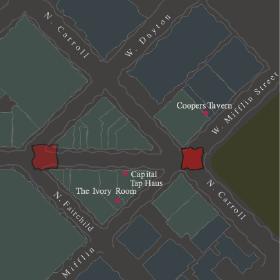 N. Carroll
W. Dayton
Coopers Tavern
W. Mifflin Street
Capital
Tap Haus
The Ivory Room
N. Fairchild
N. Carroll
Mifflin